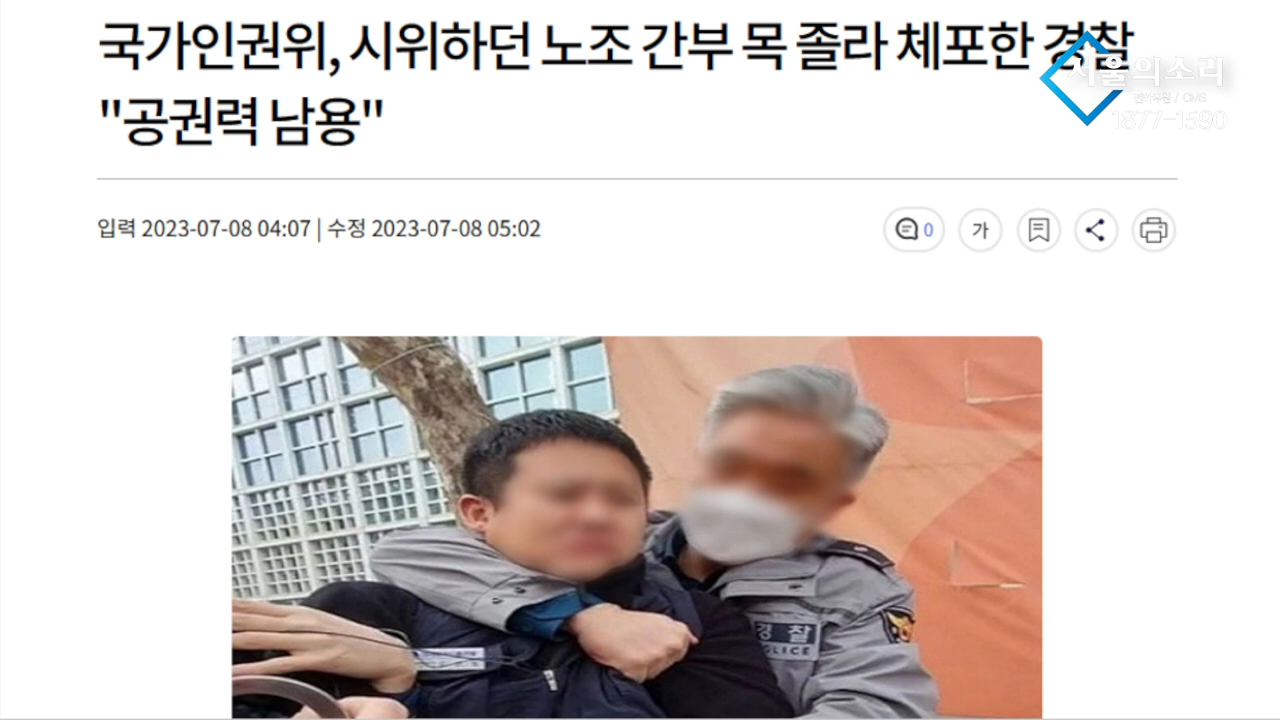 국가인권위, 시위하던 노조 간부 목 졸라 체포한 경찰
"공권력 남용"
서울의소리
1877-1580
입력 2023-07-08 04:07 | 수정 2023-07-08 05:02
0
가
경찰
POLICE